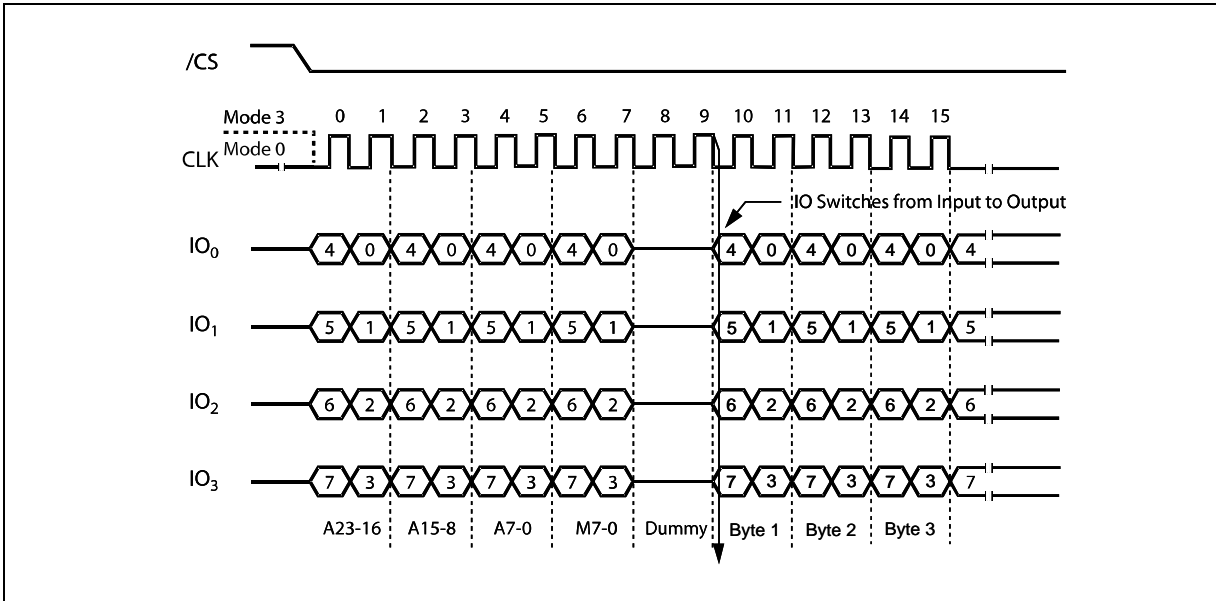 /CS
Mode 3 0 1 2 3 4 5 6 7 8 9 10 11 12 13 14 15
Mode 0
CLK
IO Switches from Input to Output
IO0 4 0 4 0 4 0 4 0 4 0 4 0 4 0 4
IO1 5 1 5 1 5 1 5 1 5 1 5 1 5 1 5
IO2 6 2 6 2 6 2 6 2 6 2 6 2 6 2 6
IO3 7 3 7 3 7 3 7 3 7 3 7 3 7 3 7
A23-16 A15-8 A7-0 M7-0 Dummy Byte 1 Byte 2 Byte 3